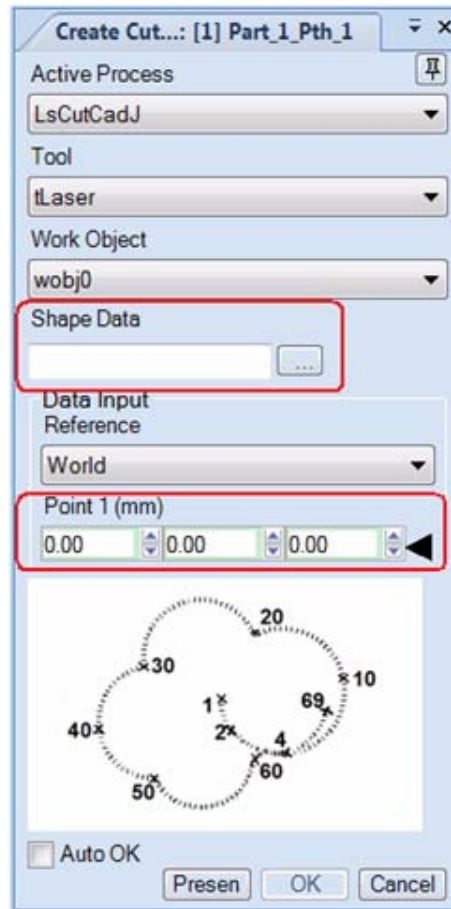 Create Cut...: [1] Part_1_Pth_1
Active Process
LsCutCadJ
Tool
tLaser
Work Object
wobj0
Shape Data
...
Data Input
Reference
World
Point 1 (mm)
0.00 0.00 0.00
20
30
10
1
69
40
2
4
60
50
Auto OK
Presen OK Cancel